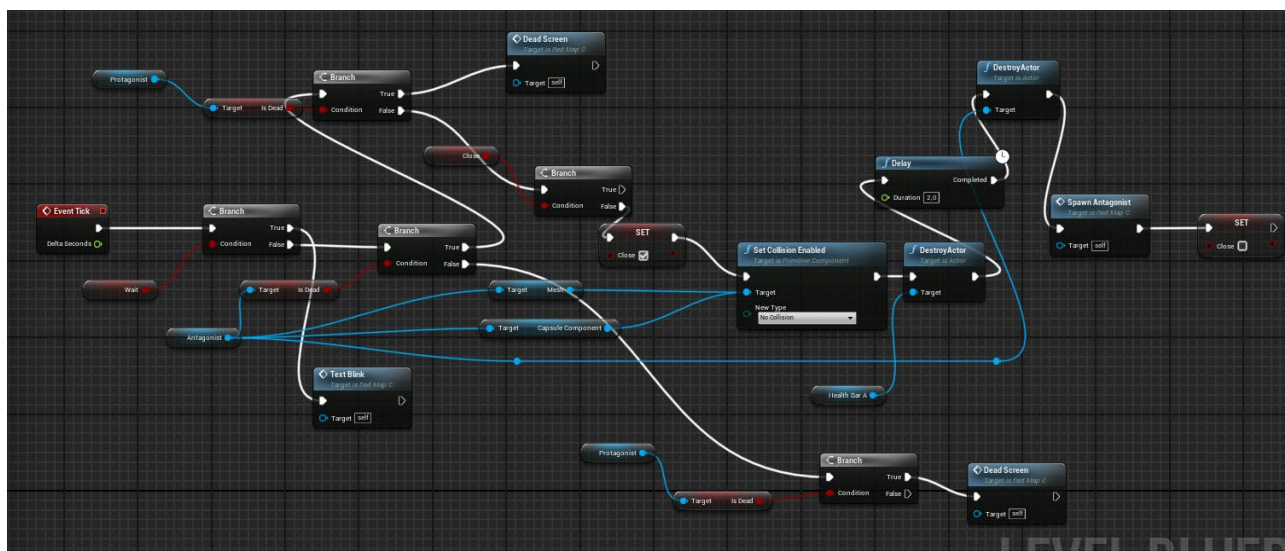 Dead Screen
Target is Red Map C
Target self
Protagonist
Branch
True
Condition
False
Target Is Dead
DestroyActor
Target is Actor
Target
Close
Branch
True
Condition
False
Delay
Completed
Duration 2,0
Event Tick
Delta Seconds
Branch
True
Condition
False
Branch
True
Condition
False
SET
Close
Spawn Antagonist
Target is Red Map C
Target self
SET
Close
Set Collision Enabled
Target is Primitive Component
Target
New Type
No Collision
DestroyActor
Target is Actor
Target
Wait
Target Is Dead
Target Mesh
Antagonist
Target Capsule Component
Text Blink
Target is Red Map C
Target self
Health Bar A
Protagonist
Branch
True
Condition
False
Target Is Dead
Dead Screen
Target is Red Map C
Target self